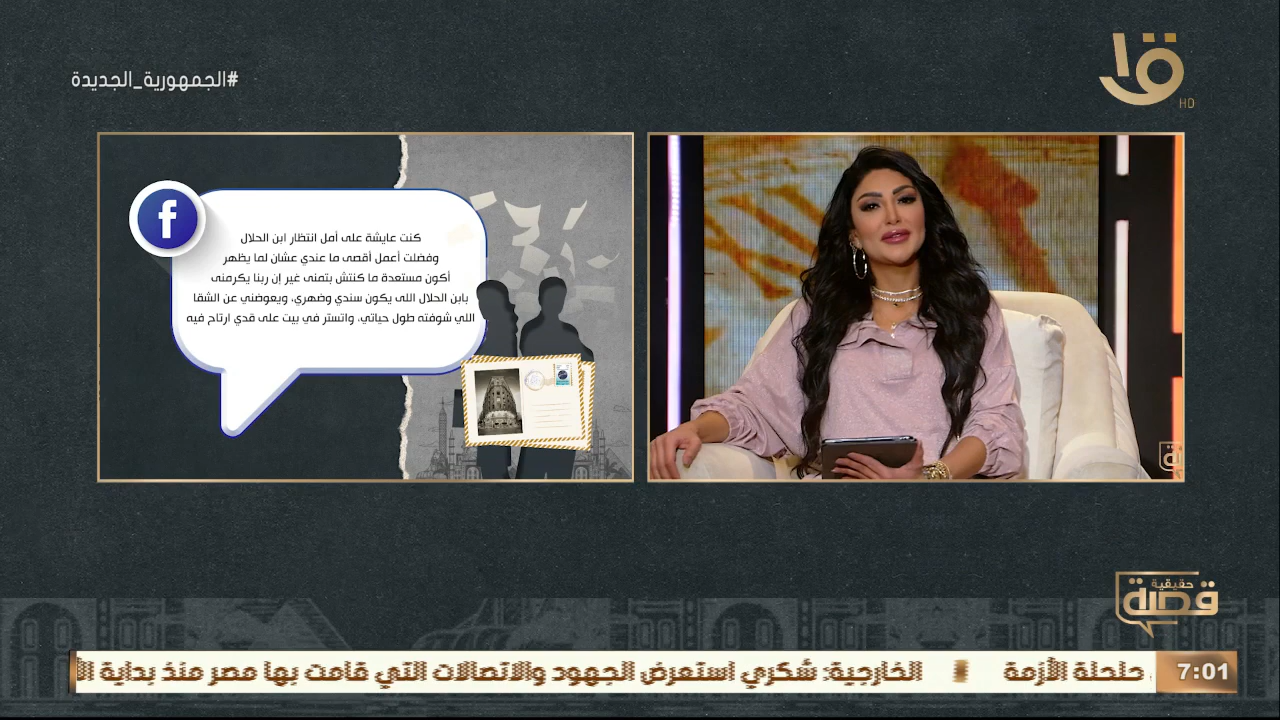 #الجمهورية_الجديدة
HD
كنت عايشة على أمل انتظار ابن الحلال
وفضلت أعمل أقصى ما عندي عشان لما يظهر
أكون مستعدة ما كنتش بتمنى غير إن ربنا يكرمنى
بابن الحلال اللى يكون سندي وضهري، ويعوضني عن الشقا
اللي شوفته طول حياتي، واتستر في بيت على قدي ارتاح فيه
قصة
حقيقية
7:01
حلحلة الأزمة
الخارجية: شكري استعرض الجهود والاتصالات التي قامت بها مصر منذ بداية